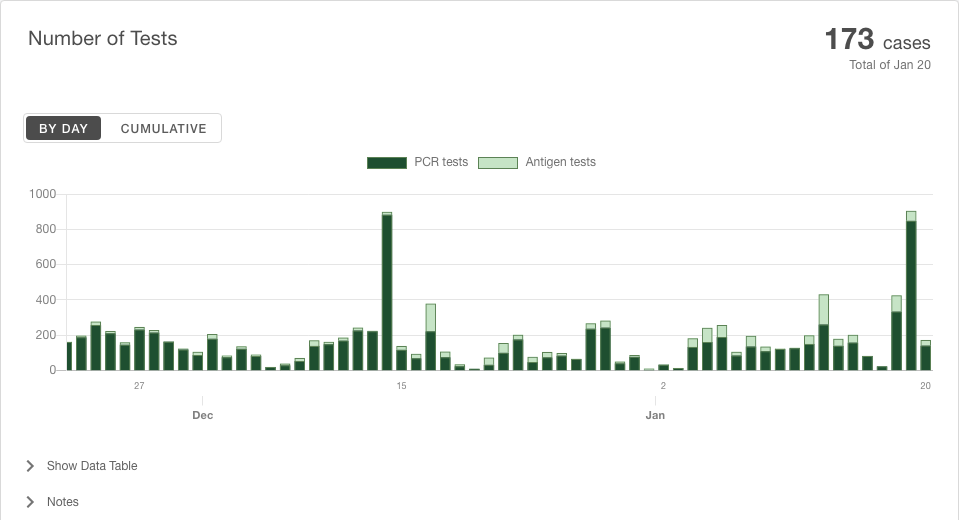 Number of Tests
173 cases
Total of Jan 20
BY DAY
CUMULATIVE
PCR tests
Antigen tests
1000
800
600
400
200
0
27
15
2
20
Dec
Jan
Show Data Table
Notes